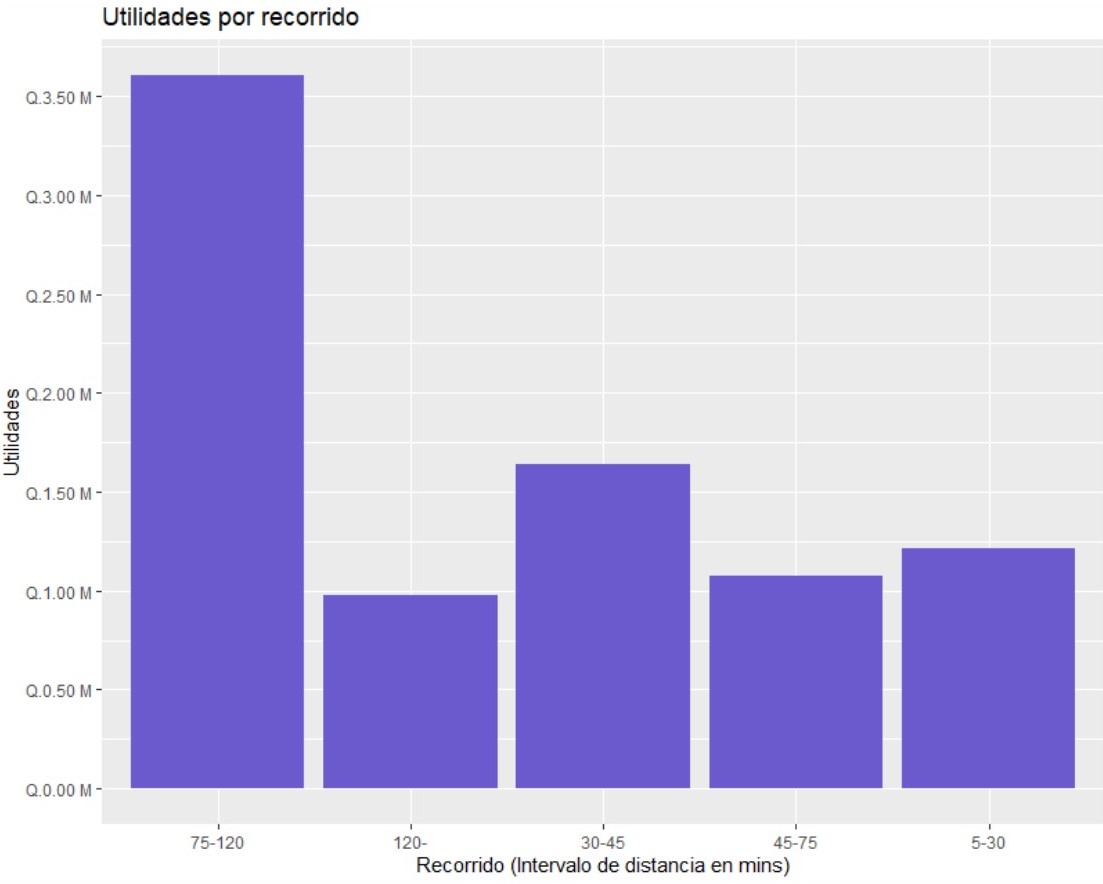 Utilidades por recorrido
Utilidades
Q.3.50 M
Q.3.00 M
Q.2.50 M
Q.2.00 M
Q.1.50 M
Q.1.00 M
Q.0.50 M
Q.0.00 M
75-120 120- 30-45 45-75 5-30
Recorrido (Intervalo de distancia en mins)